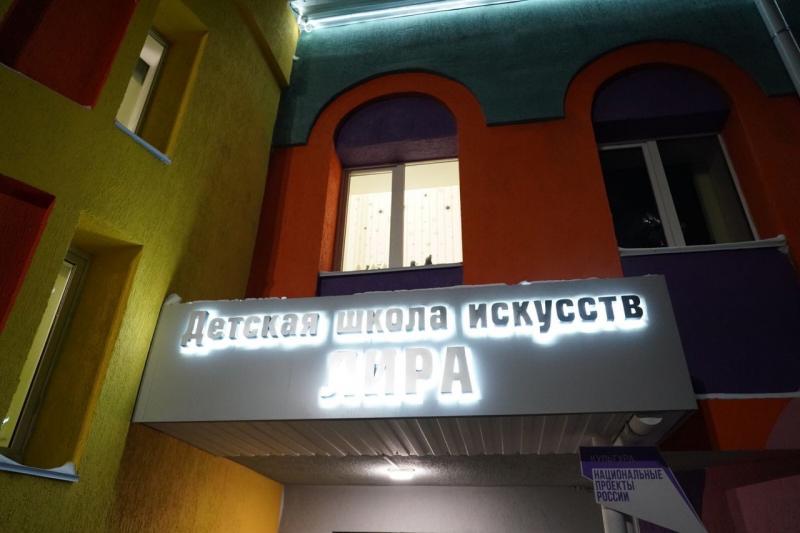 Детская школа искусств
ЛИРА
КУЛЬТУРА
НАЦИОНАЛЬНЫЕ
ПРОЕКТЫ
РОССИИ